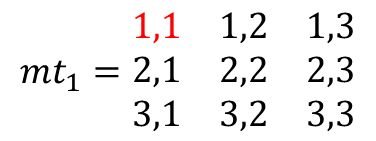 1,1 1,2 1,3
mt₁ = 2,1 2,2 2,3
3,1 3,2 3,3